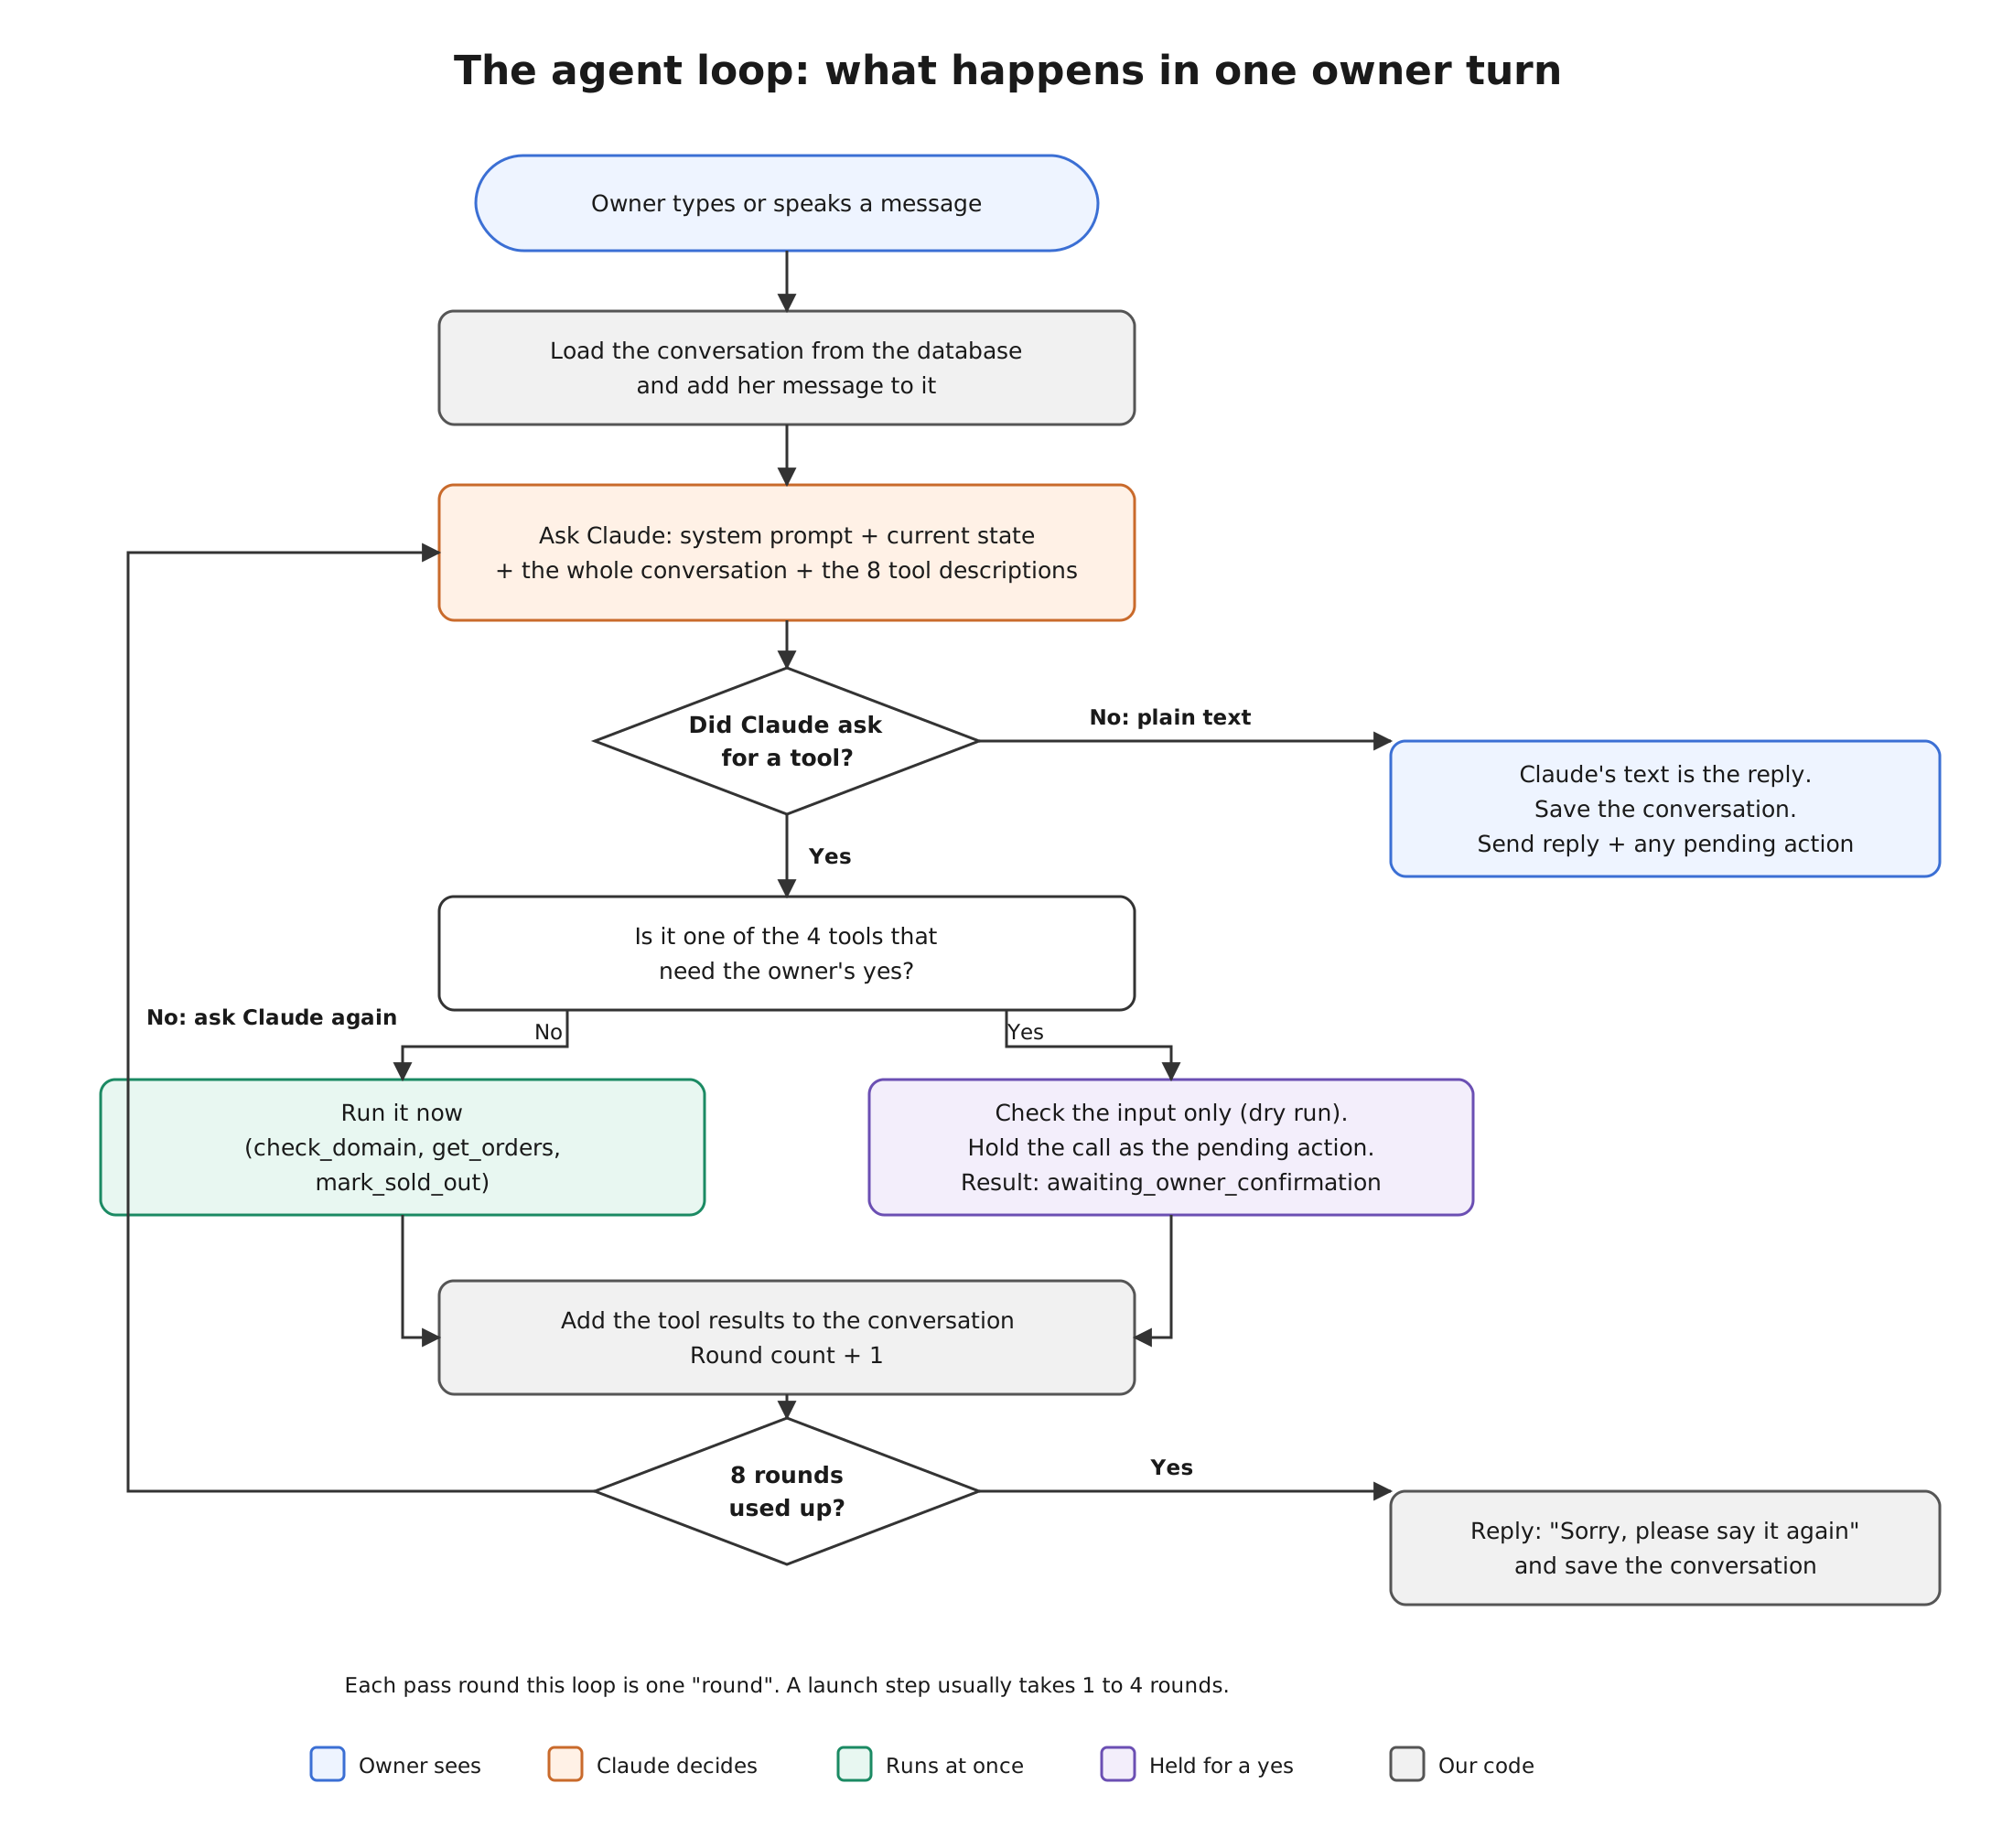 The agent loop: what happens in one owner turn
Owner types or speaks a message
Load the conversation from the database
and add her message to it
Ask Claude: system prompt + current state
+ the whole conversation + the 8 tool descriptions
Did Claude ask
for a tool?
No: plain text
Claude's text is the reply.
Save the conversation.
Send reply + any pending action
Yes
Is it one of the 4 tools that
need the owner's yes?
No: ask Claude again
No
Yes
Run it now
(check_domain, get_orders,
mark_sold_out)
Check the input only (dry run).
Hold the call as the pending action.
Result: awaiting_owner_confirmation
Add the tool results to the conversation
Round count + 1
8 rounds
used up?
Yes
Reply: "Sorry, please say it again"
and save the conversation
Each pass round this loop is one "round". A launch step usually takes 1 to 4 rounds.
Owner sees
Claude decides
Runs at once
Held for a yes
Our code